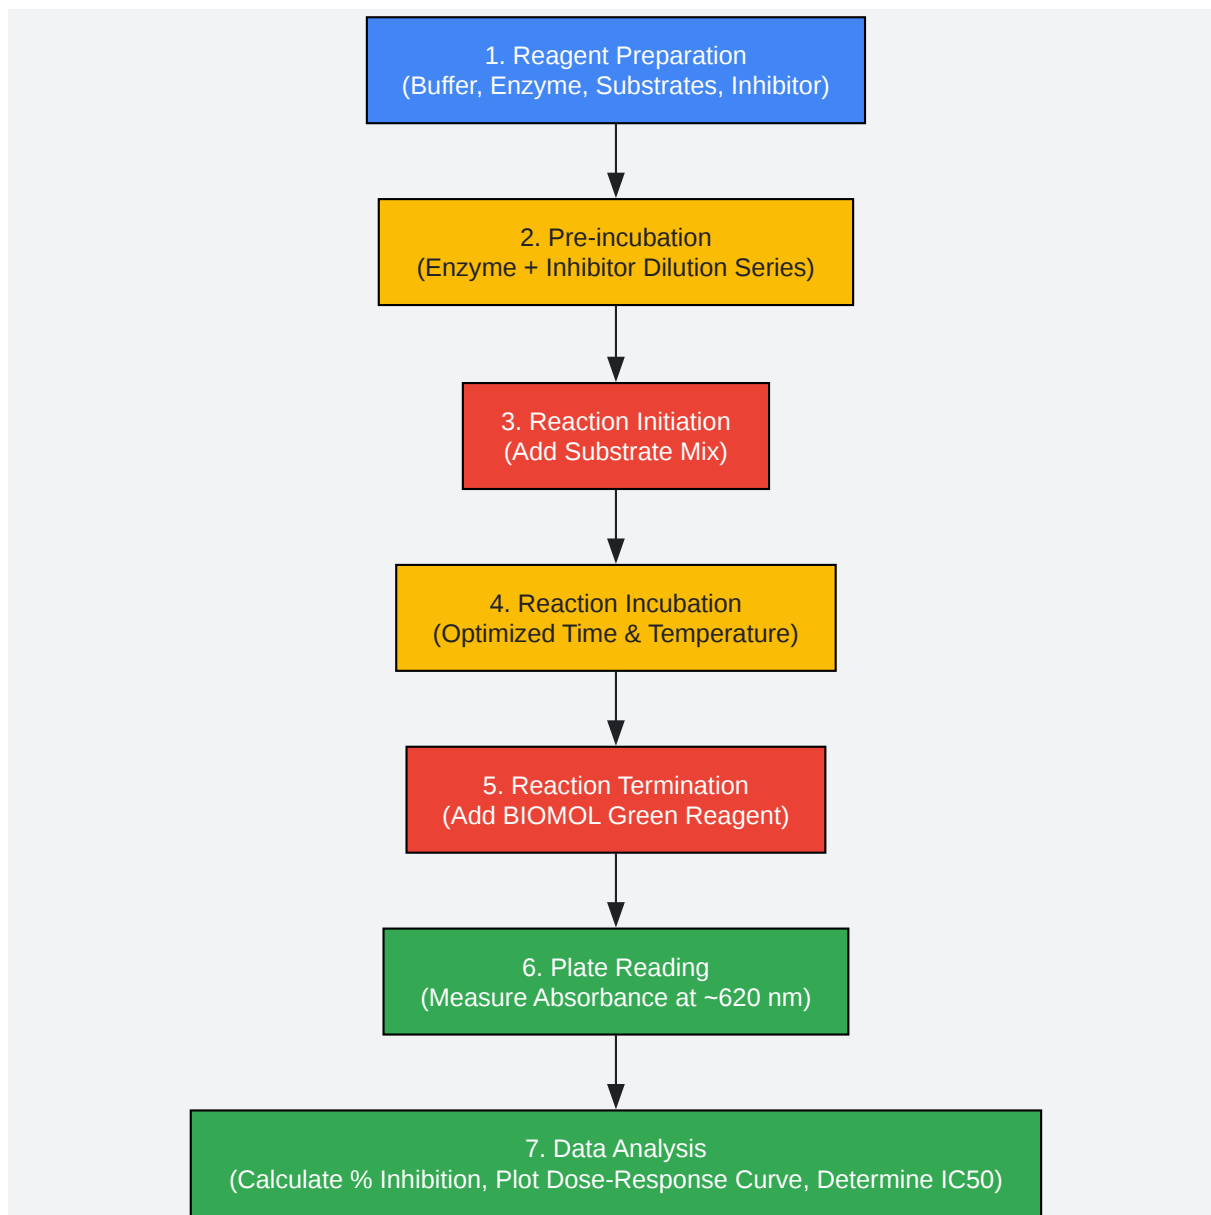 1. Reagent Preparation
(Buffer, Enzyme, Substrates, Inhibitor)
2. Pre-incubation
(Enzyme + Inhibitor Dilution Series)
3. Reaction Initiation
(Add Substrate Mix)
4. Reaction Incubation
(Optimized Time & Temperature)
5. Reaction Termination
(Add BIOMOL Green Reagent)
6. Plate Reading
(Measure Absorbance at ~620 nm)
7. Data Analysis
(Calculate % Inhibition, Plot Dose-Response Curve, Determine IC50)